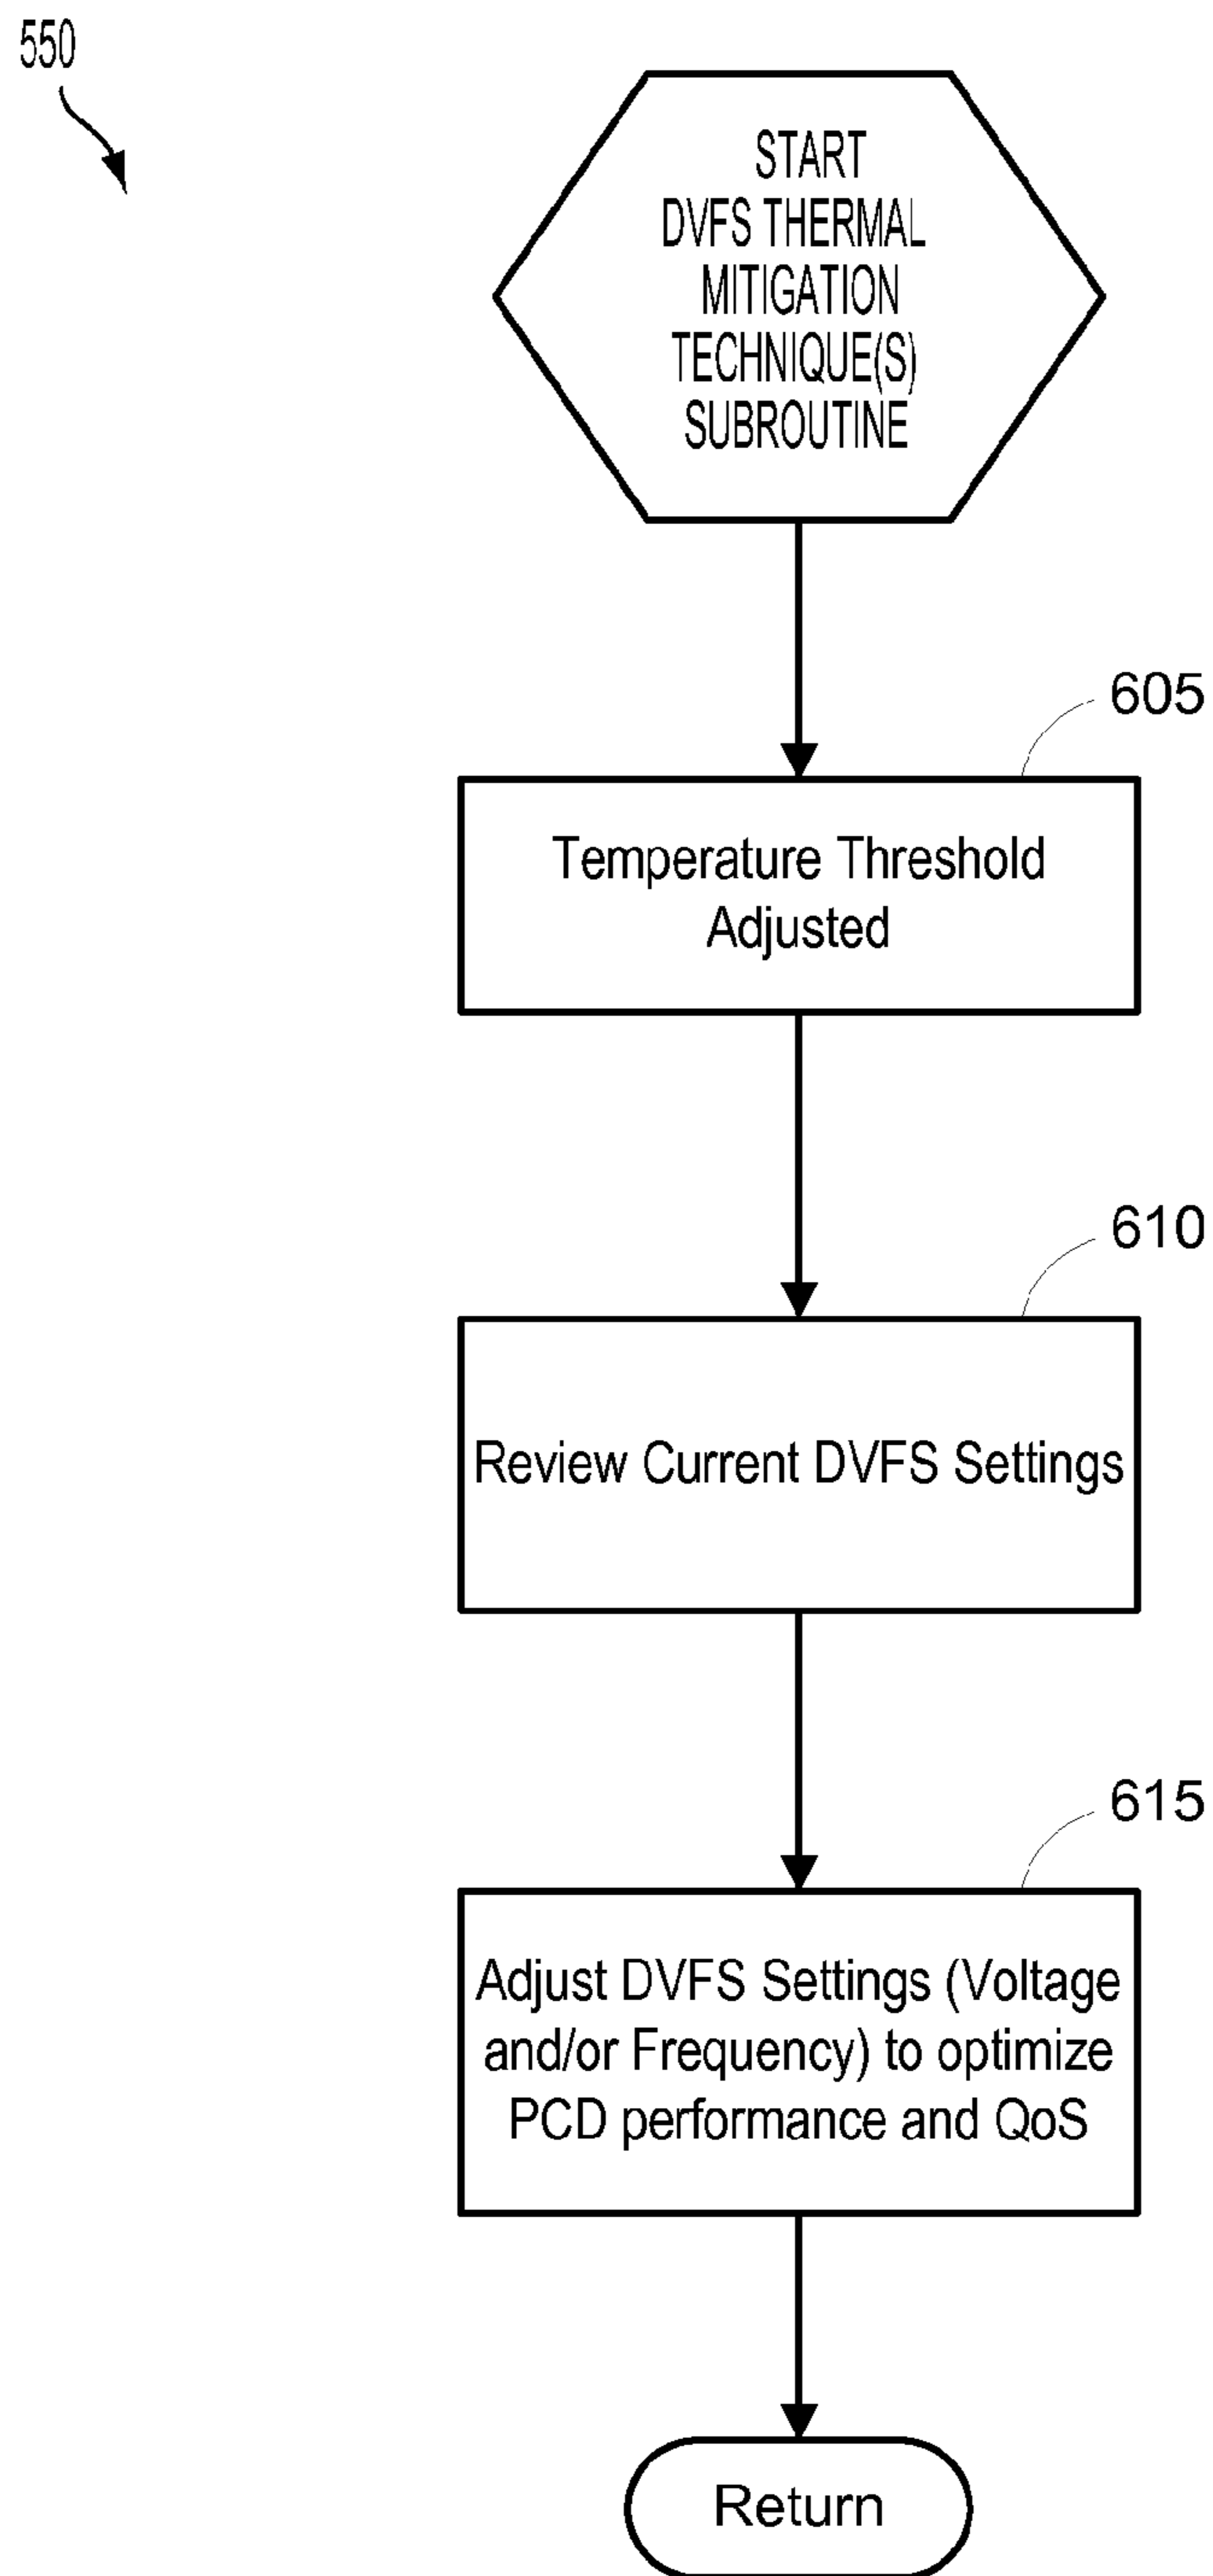 550
START
DVFS THERMAL
MITIGATION
TECHNIQUE(S)
SUBROUTINE
605
Temperature Threshold
Adjusted
610
Review Current DVFS Settings
615
Adjust DVFS Settings (Voltage
and/or Frequency) to optimize
PCD performance and QoS
Return